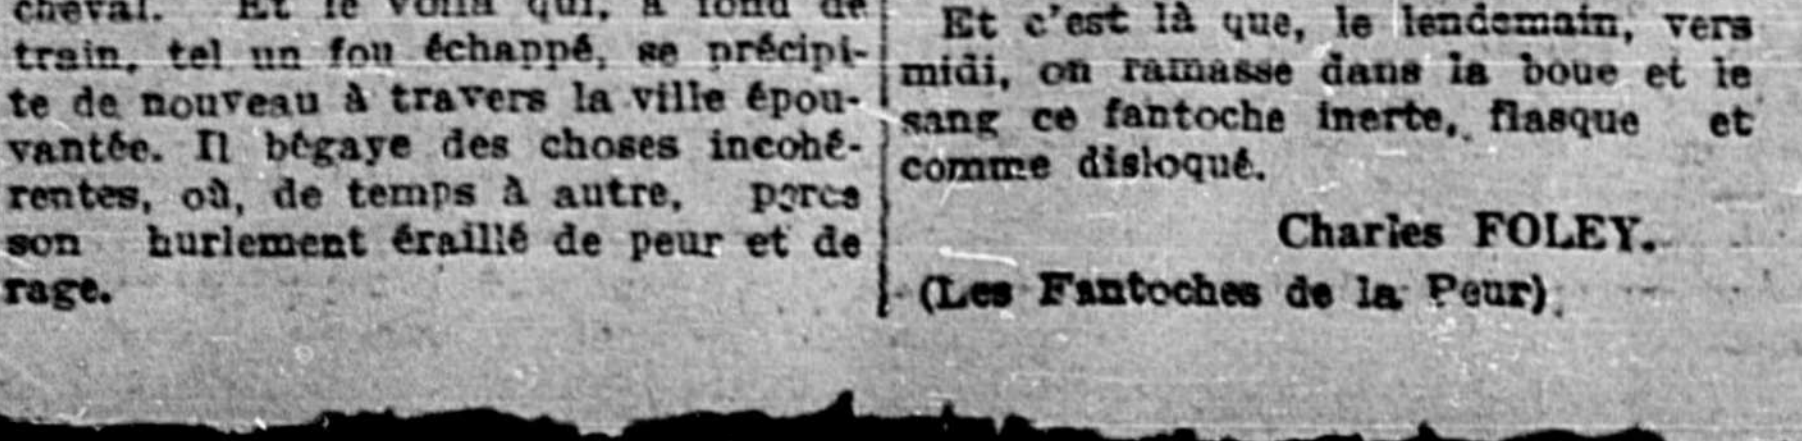 cheval. Et le voilà qui, à fond de
train, tel un fou échappé, se précipi-
te de nouveau à travers la ville épou-
vantée. Il bégaye des choses incohé-
rentes, où, de temps à autre, perce
son hurlement éraillé de peur et de
rage.
Et c'est là que, le lendemain, vers
midi, on ramasse dans la boue et le
sang ce fantoche inerte, flasque et
comme disloqué.
Charles FOLEY.
(Les Fantoches de la Peur)